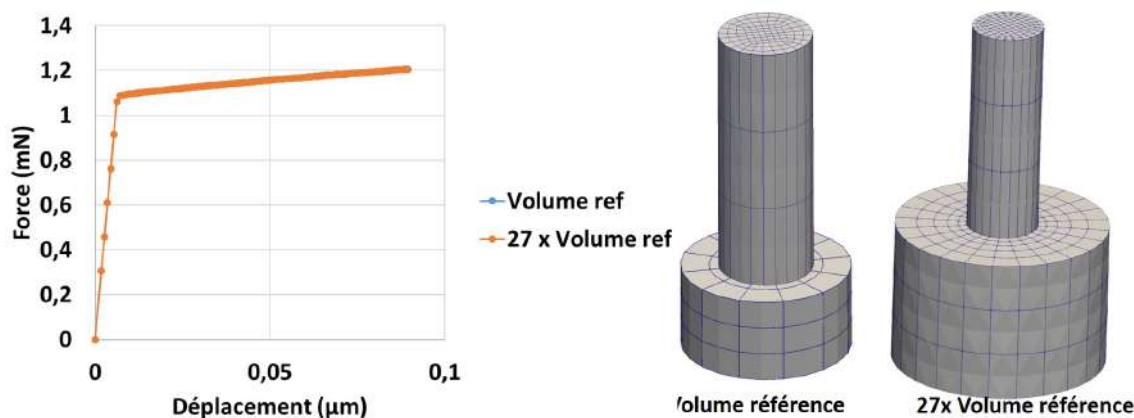 1,4
1,2
1
0,8
0,6
0,4
0,2
0
Force (mN)
0
0,05
0,1
Déplacement (µm)
Volume ref
27 x Volume ref
Volume référence
27x Volume référence